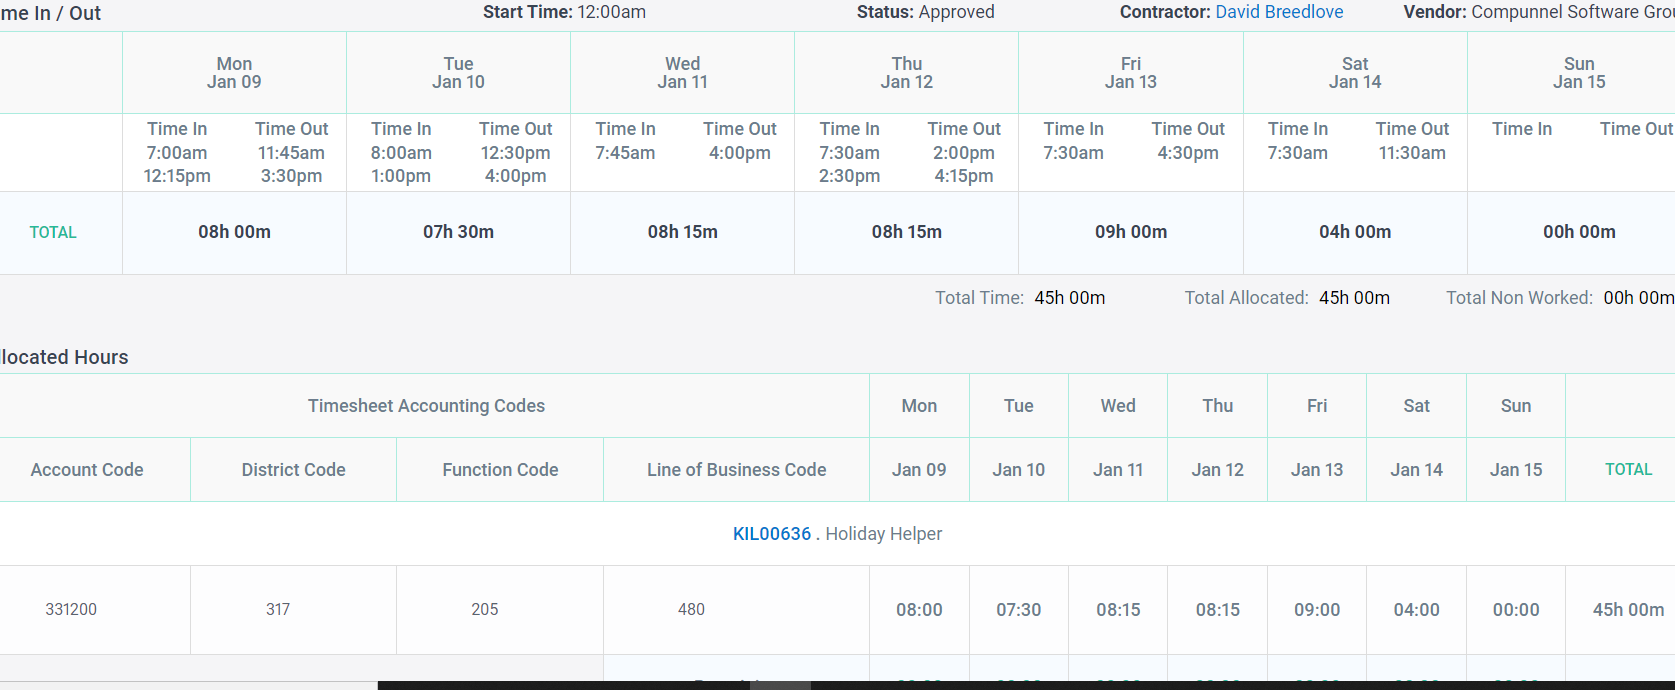 me In / Out Start Time: 12:00am Status: Approved Contractor: David Breedlove Vendor: Compunnel Software
Mon Tue Wed Thu Fri Sat Sun
Jan 09 Jan 10 Jan 11 Jan 12 Jan 13 Jan 14 Jan 15
Time In Time Out Time In Time Out Time In Time Out Time In Time Out Time In Time Out Time In Time Out Time In Time Out
7:00am 11:45am 8:00am 12:30pm 7:45am 4:00pm 7:30am 2:00pm 7:30am 4:30pm 7:30am 11:30am
12:15pm 3:30pm 1:00pm 4:00pm 2:30pm 4:15pm
TOTAL 08h 00m 07h 30m 08h 15m 08h 15m 09h 00m 04h 00m 00h 00m
Total Time: 45h 00m Total Allocated: 45h 00m Total Non Worked: 00h 00m
llocated Hours
Timesheet Accounting Codes Mon Tue Wed Thu Fri Sat Sun
Account Code District Code Function Code Line of Business Code Jan 09 Jan 10 Jan 11 Jan 12 Jan 13 Jan 14 Jan 15 TOTAL
KIL00636 . Holiday Helper
331200 317 205 480 08:00 07:30 08:15 08:15 09:00 04:00 00:00 45h 00m